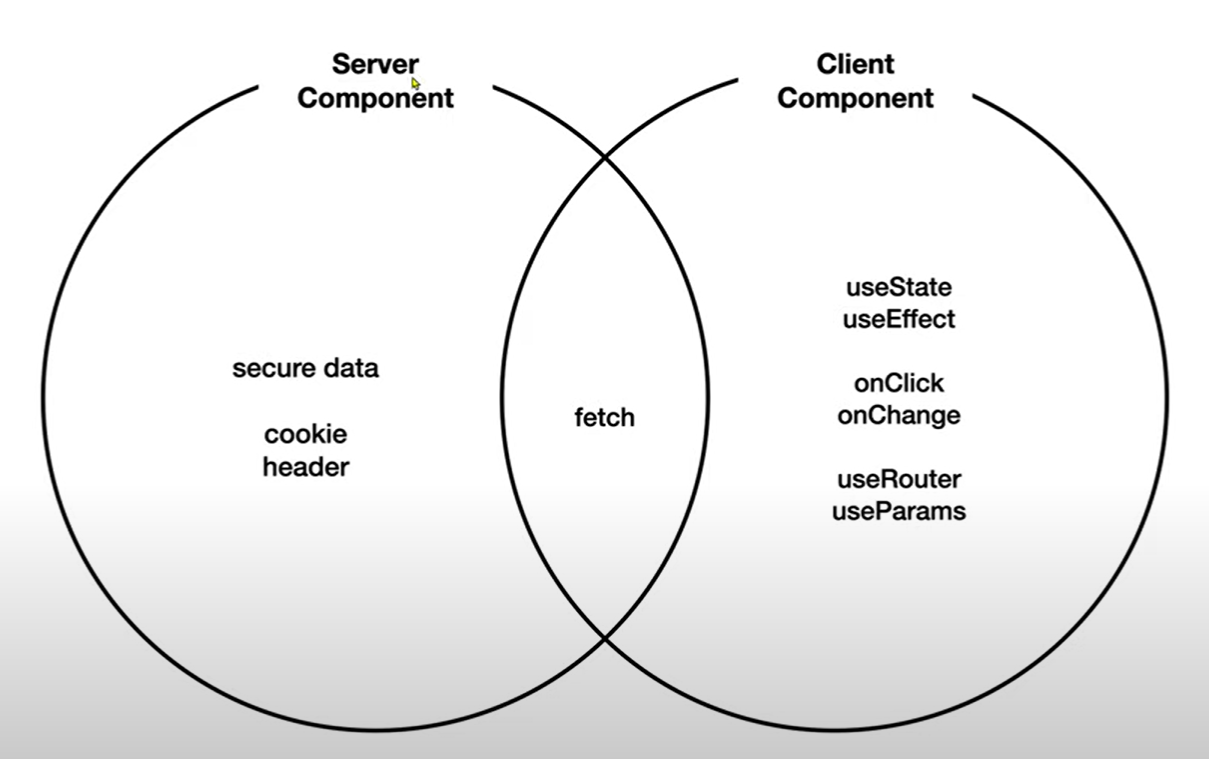 Server
Component
Client
Component
secure data
cookie
header
fetch
useState
useEffect
onClick
onChange
useRouter
useParams